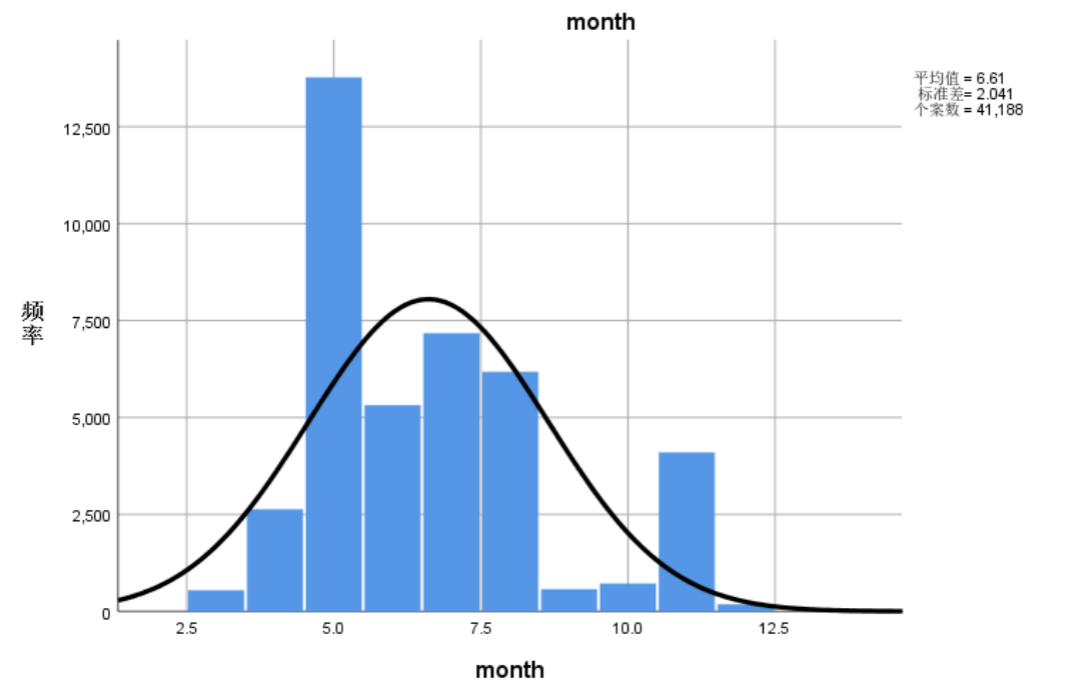 month
平均值 = 6.61
标准差= 2.041
个案数 = 41,188
12,500
10,000
7,500
5,000
2,500
0
频
率
2.5
5.0
7.5
10.0
12.5
month